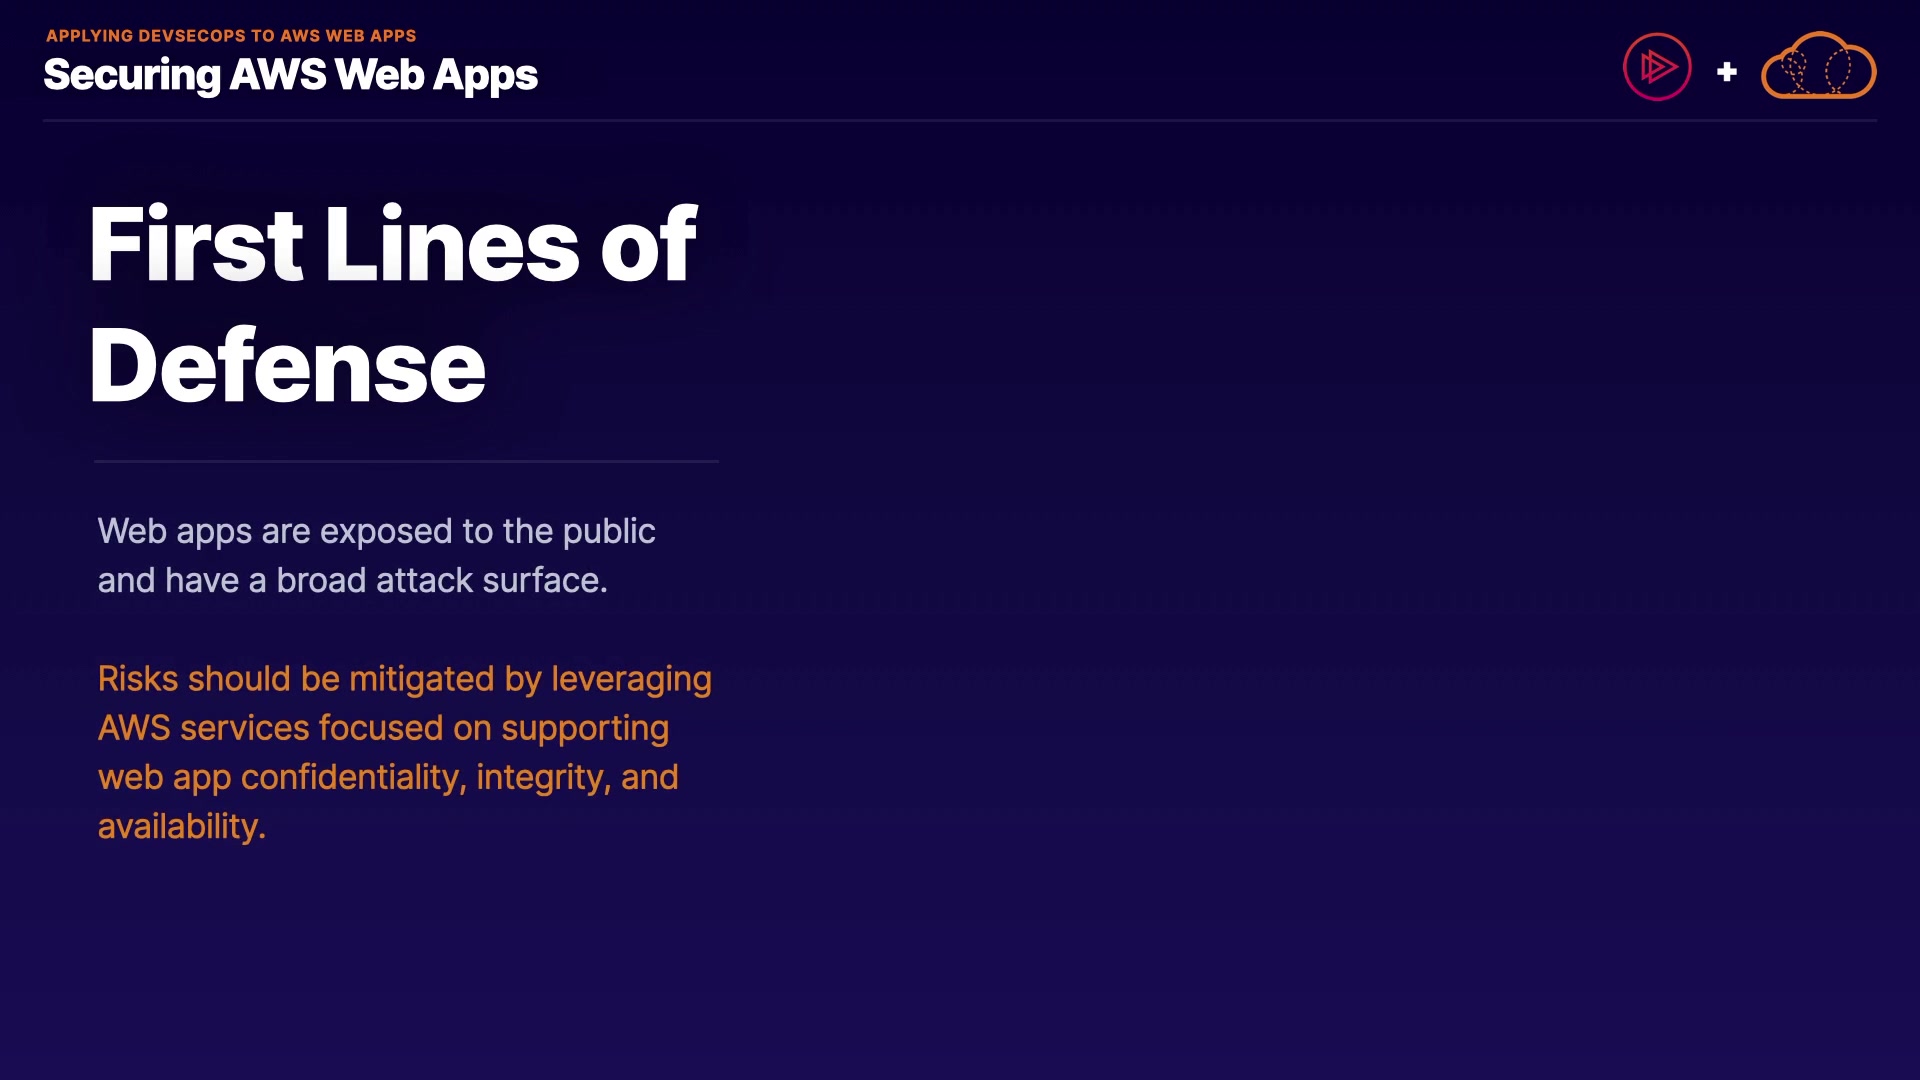 APPLYING DEVSECOPS TO AWS WEB APPS
Securing AWS Web Apps
+
First Lines of
Defense
Web apps are exposed to the public
and have a broad attack surface.
Risks should be mitigated by leveraging
AWS services focused on supporting
web app confidentiality, integrity, and
availability.